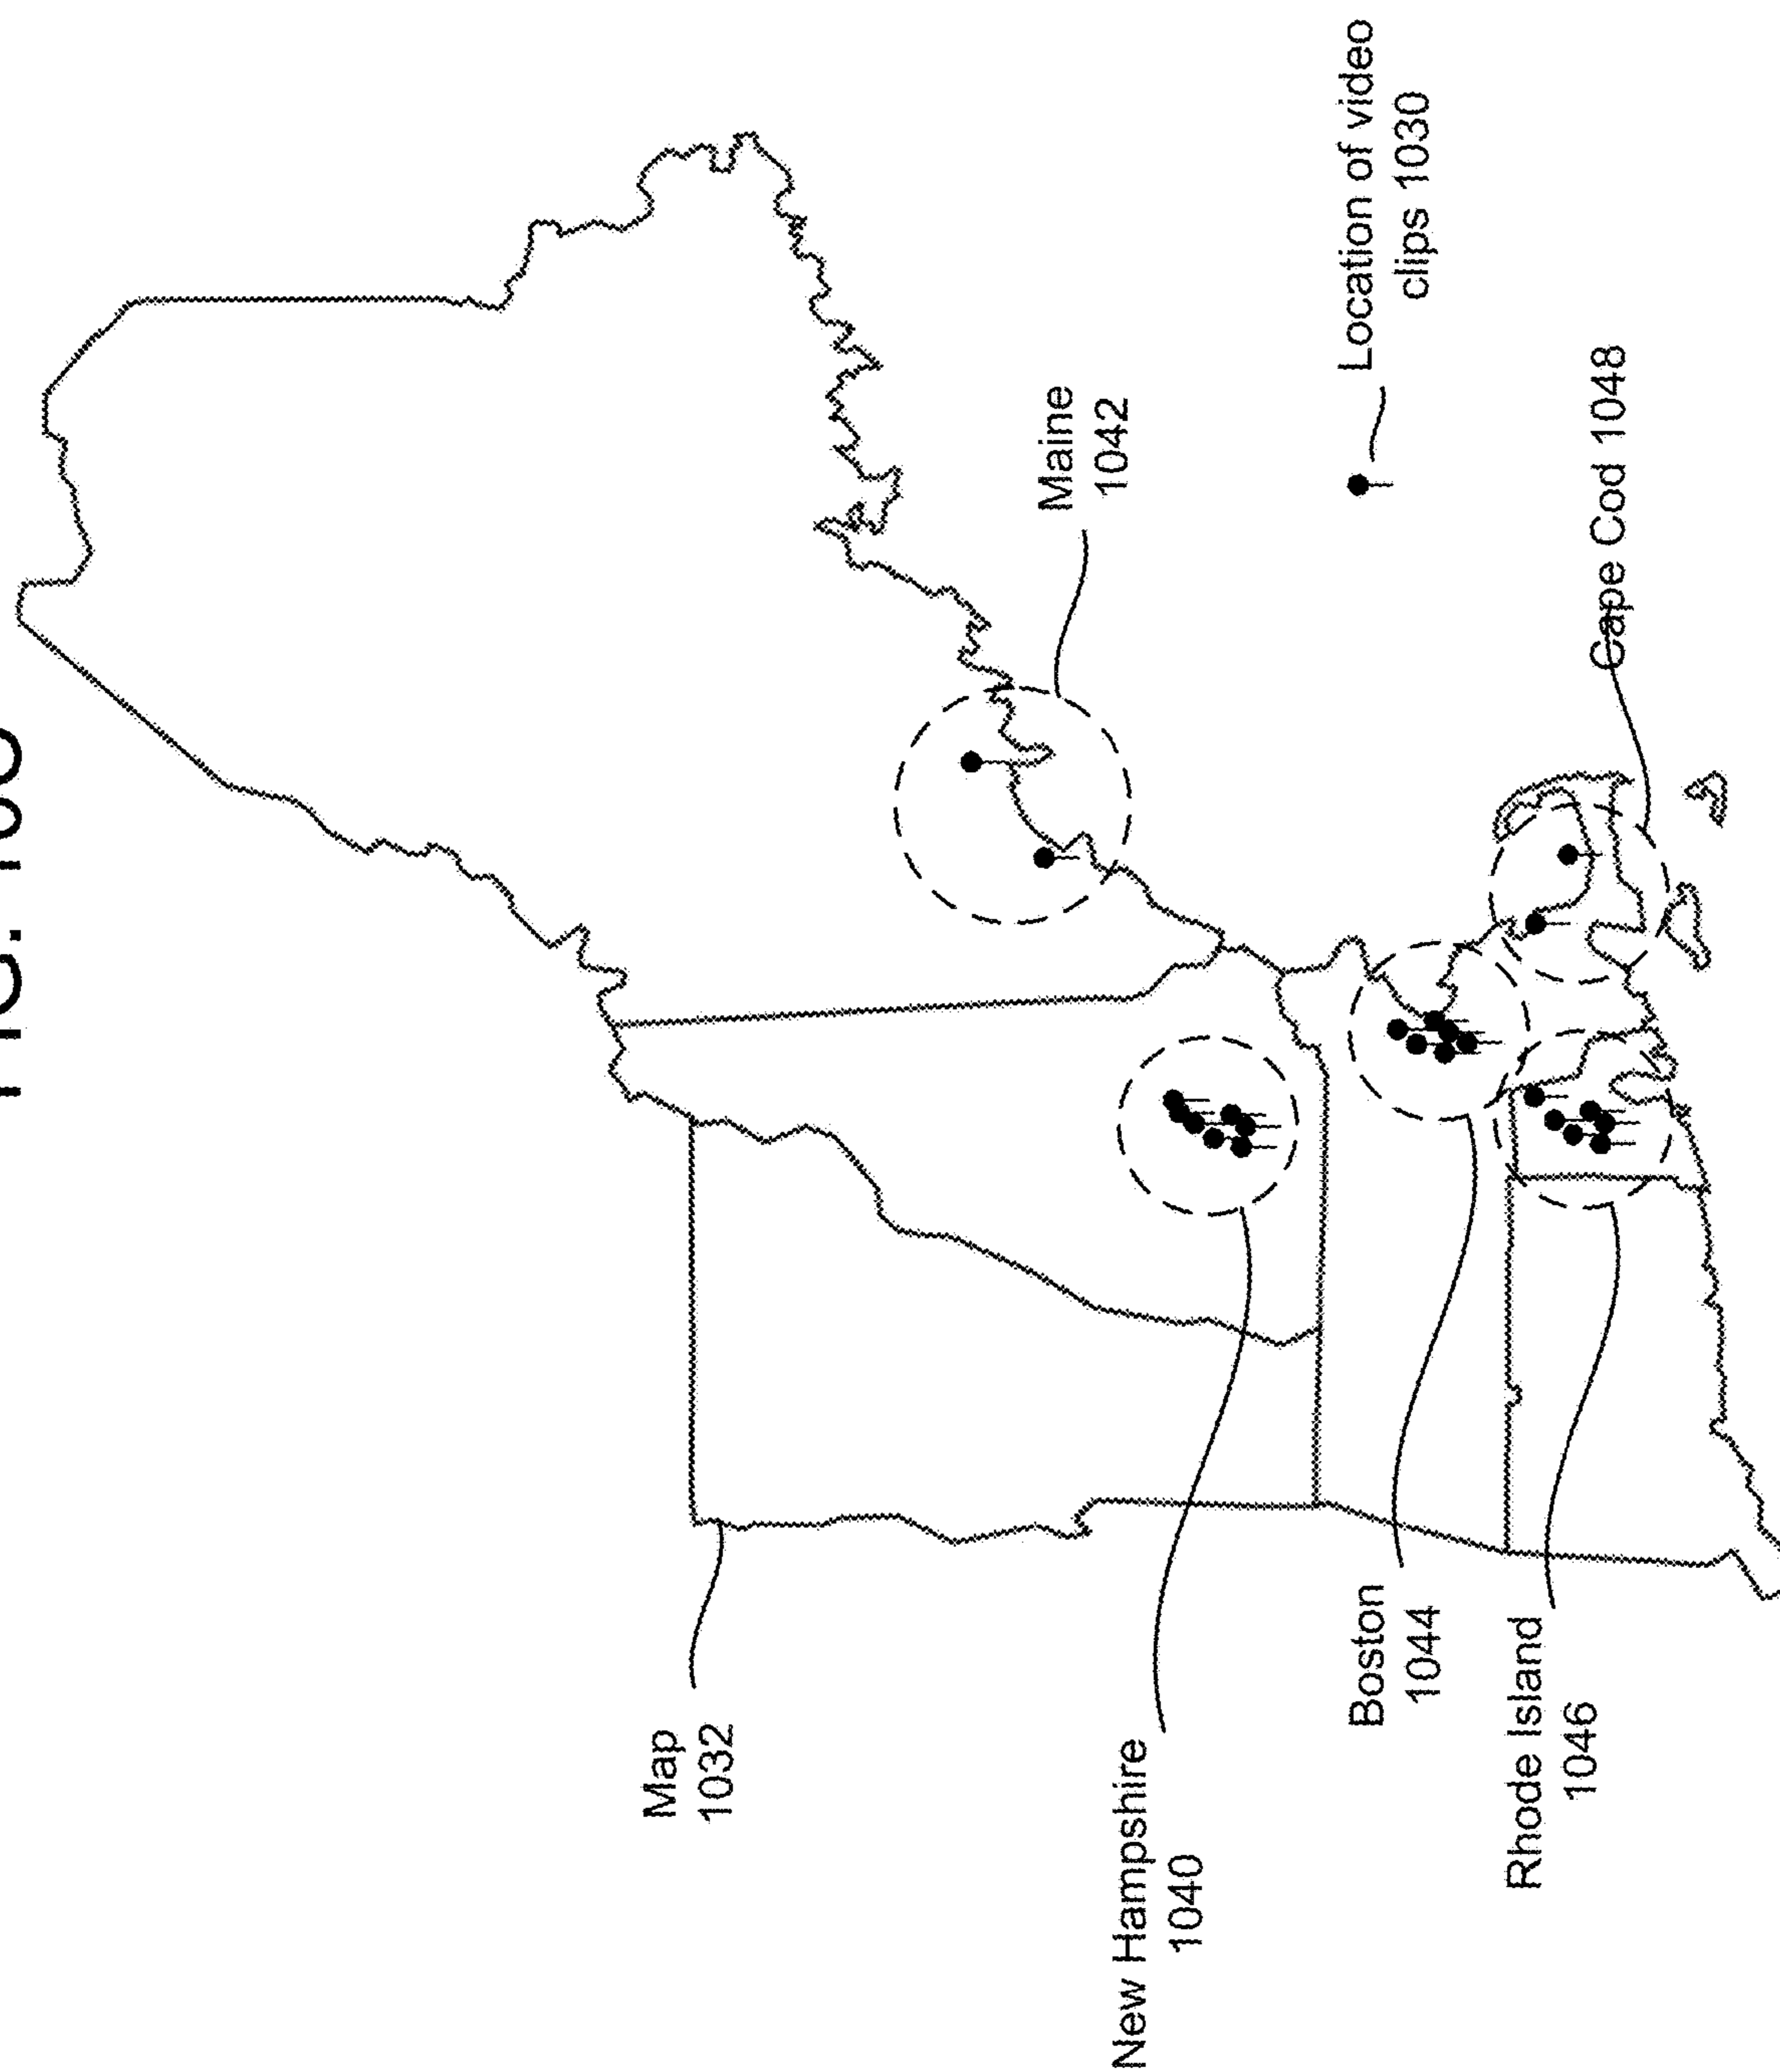 Map
1032
Maine
1042
New Hampshire
1040
Location of video
clips 1030
Boston
1044
Rhode Island
1046
Cape Cod 1048